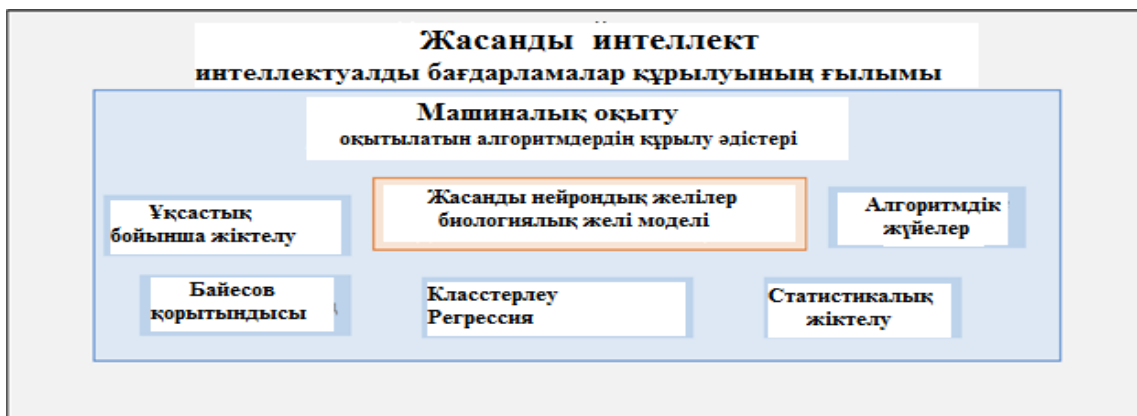 Жасанды интеллект
интеллектуалды бағдарламалар құрылуының ғылымы
Машиналық оқыту
оқытылатын алгоритмдердің құрылу әдістері
Ұқсастық
бойынша жіктелу
Жасанды нейрондық желілер
биологиялық желі моделі
Алгоритмдік
жүйелер
Байесов
қорытындысы
Класстерлеу
Регрессия
Статистикалық
жіктелу